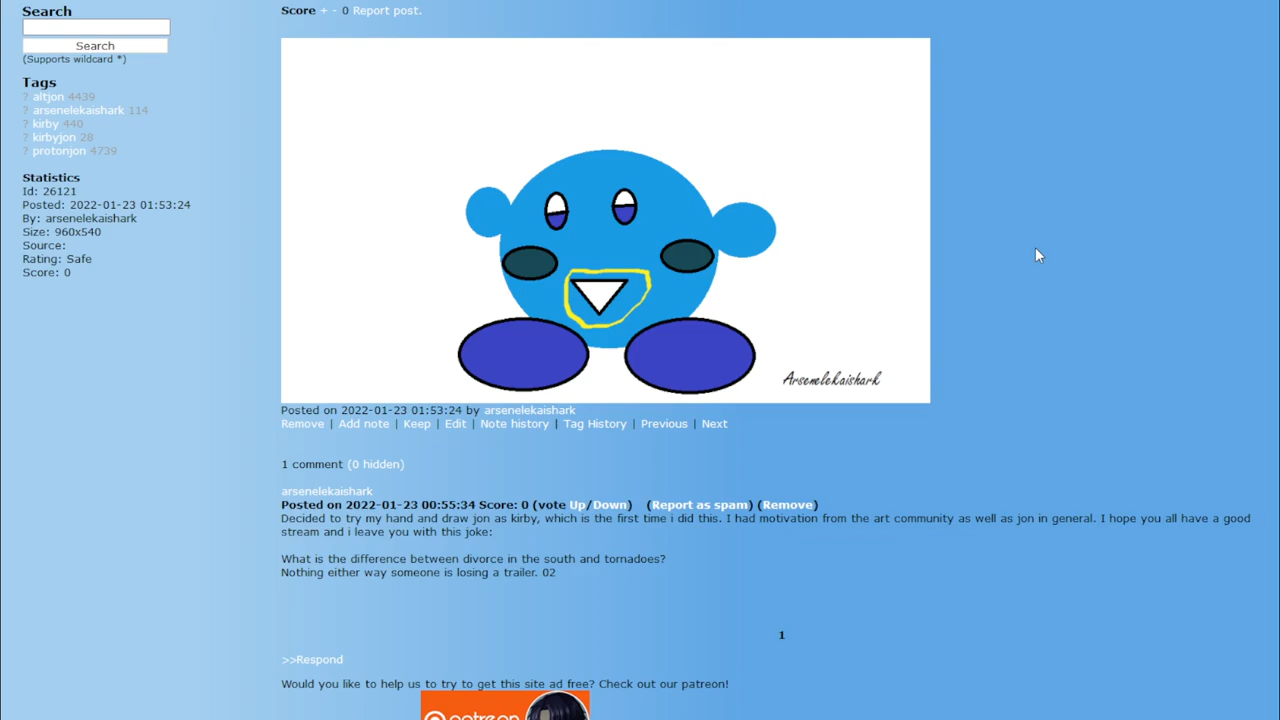 Search
Search
(Supports wildcard *)
Tags
? altjon 4439
? arsenelekaishark 114
? kirby 440
? kirbyjon 28
? protonjon 4739
Statistics
Id: 26121
Posted: 2022-01-23 01:53:24
By: arsenelekaishark
Size: 960x540
Source:
Rating: Safe
Score: 0
Score + - 0 Report post.
Arsenelekaishark
Posted on 2022-01-23 01:53:24 by arsenelekaishark
Remove | Add note | Keep | Edit | Note history | Tag History | Previous | Next
1 comment (0 hidden)
arsenelekaishark
Posted on 2022-01-23 00:55:34 Score: 0 (vote Up/Down) (Report as spam) (Remove)
Decided to try my hand and draw jon as kirby, which is the first time i did this. I had motivation from the art community as well as jon in general. I hope you all have a good
stream and i leave you with this joke:
What is the difference between divorce in the south and tornadoes?
Nothing either way someone is losing a trailer. 02
1
>>Respond
Would you like to help us to try to get this site ad free? Check out our patreon!
patreon